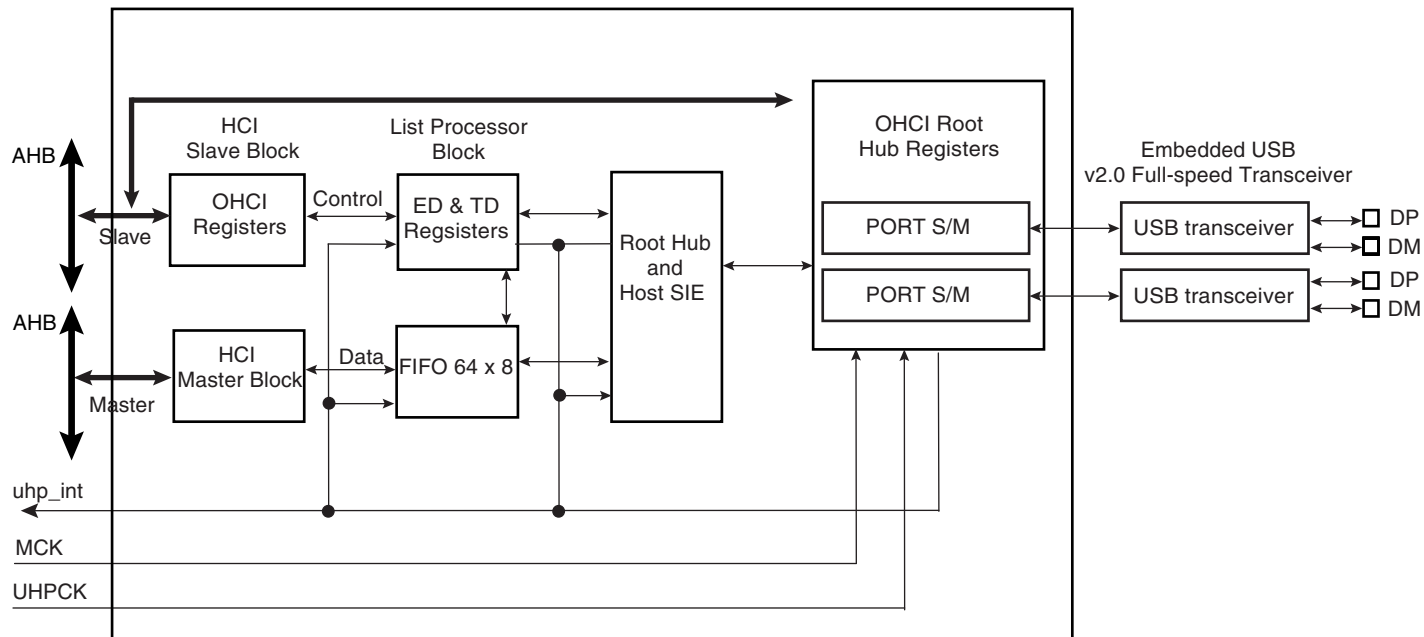 HCI
Slave Block
List Processor
Block
AHB
Slave
OHCI
Registers
Control
ED & TD
Regsisters
Root Hub
and
Host SIE
OHCI Root
Hub Registers
PORT S/M
PORT S/M
Embedded USB
v2.0 Full-speed Transceiver
USB transceiver
DP
DM
USB transceiver
DP
DM
AHB
Master
HCI
Master Block
Data
FIFO 64 x 8
uhp_int
MCK
UHPCK